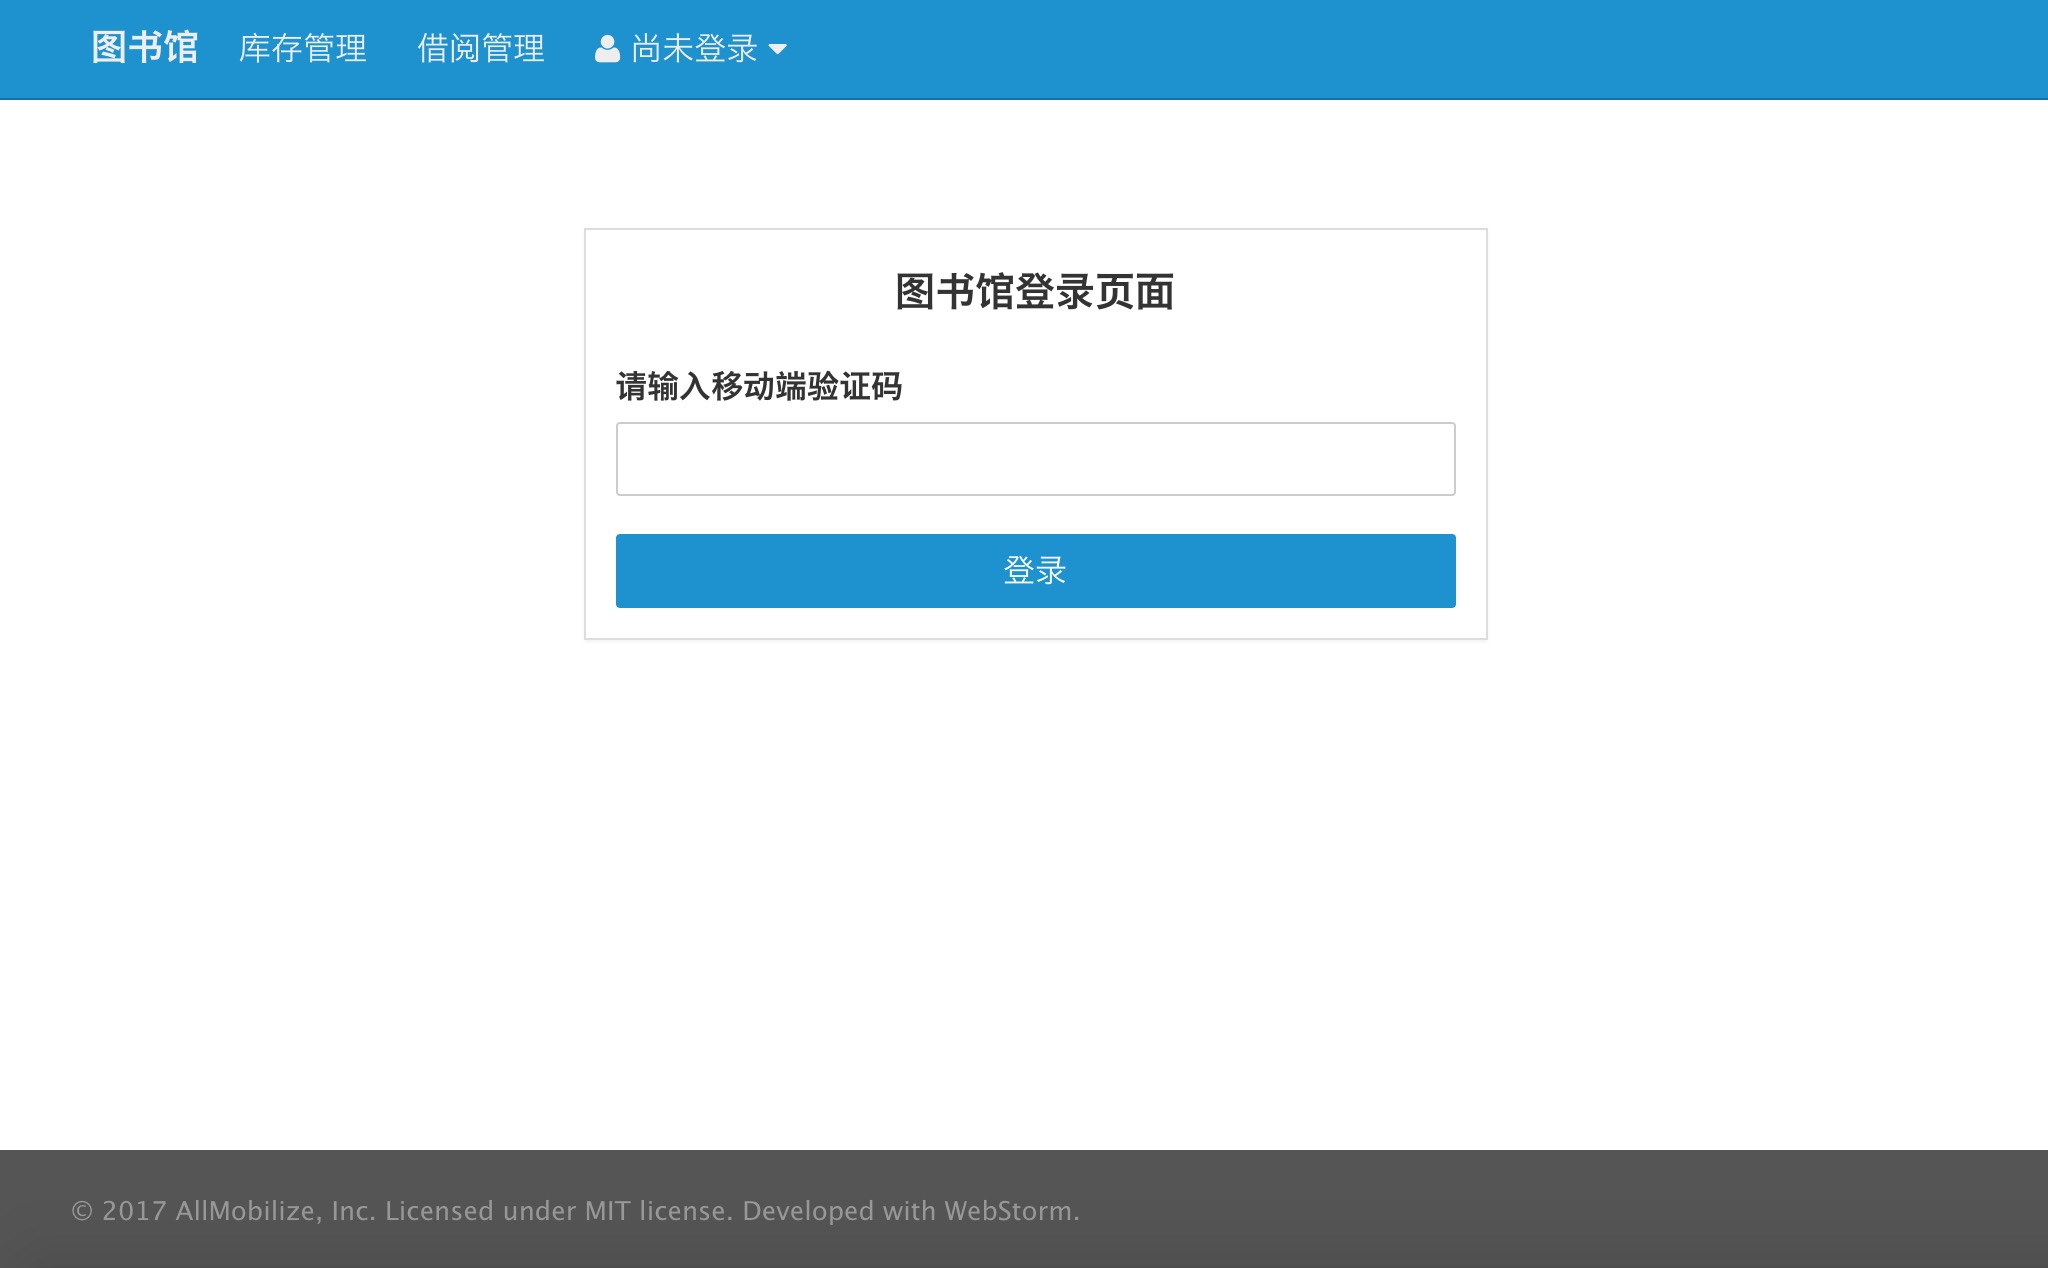 图书馆 库存管理 借阅管理 尚未登录
图书馆登录页面
请输入移动端验证码
登录
© 2017 AllMobilize, Inc. Licensed under MIT license. Developed with WebStorm.